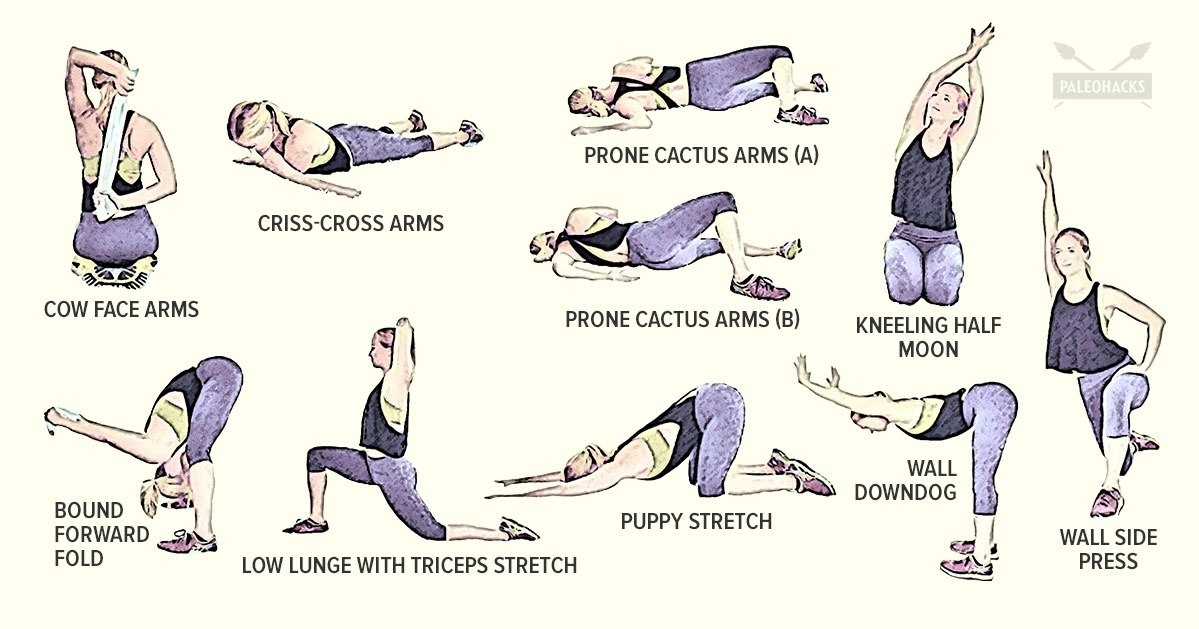 PALEOHACKS
PRONE CACTUS ARMS (A)
CRISS-CROSS ARMS
COW FACE ARMS
PRONE CACTUS ARMS (B)
KNEELING HALF
MOON
BOUND
FORWARD
FOLD
LOW LUNGE WITH TRICEPS STRETCH
PUPPY STRETCH
WALL
DOWNDOG
WALL SIDE
PRESS